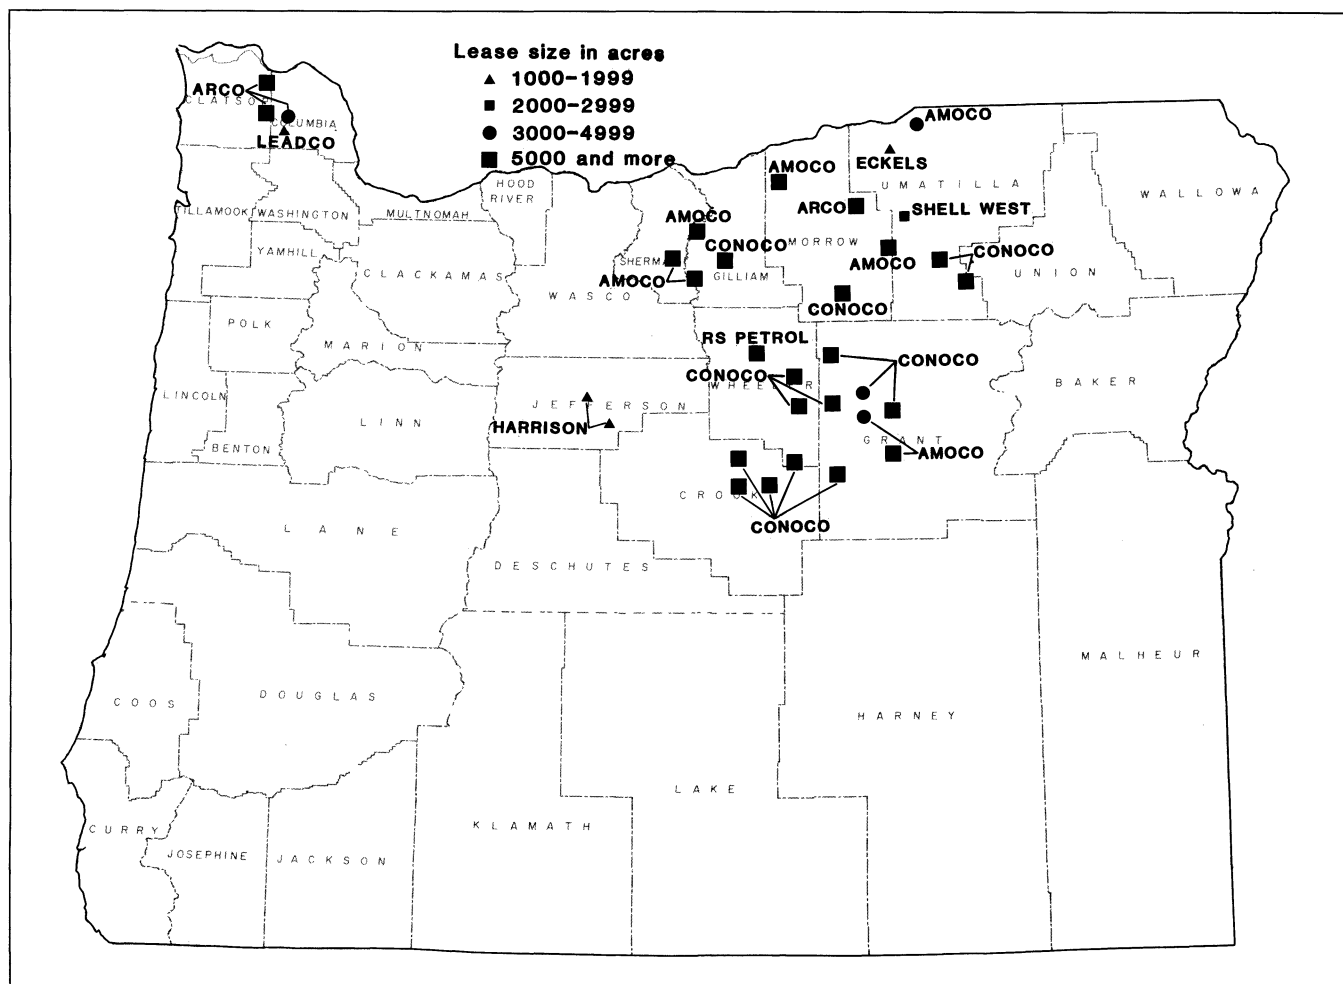 Lease size in acres
1000-1999
2000-2999
3000-4999
5000 and more
ARCO
CLATSOP
COLUMBIA
LEADCO
TILLAMOOK
WASHINGTON
MULTNOMAH
HOOD
RIVER
YAMHILL
CLACKAMAS
POLK
MARION
LINCOLN
BENTON
LINN
LANE
WASCO
SHERMAN
AMOCO
CONOCO
AMOCO
GILLIAM
AMOCO
ARCO
MORROW
AMOCO
ECKELS
UMATILLA
SHELL WEST
AMOCO
CONOCO
UNION
WALLOWA
CONOCO
RS PETROL
CONOCO
WHEELER
CONOCO
BAKER
JEFFERSON
HARRISON
GRANT
AMOCO
CROOK
CONOCO
DESCHUTES
COOS
DOUGLAS
MALHEUR
HARNEY
LAKE
KLAMATH
CURRY
JOSEPHINE
JACKSON